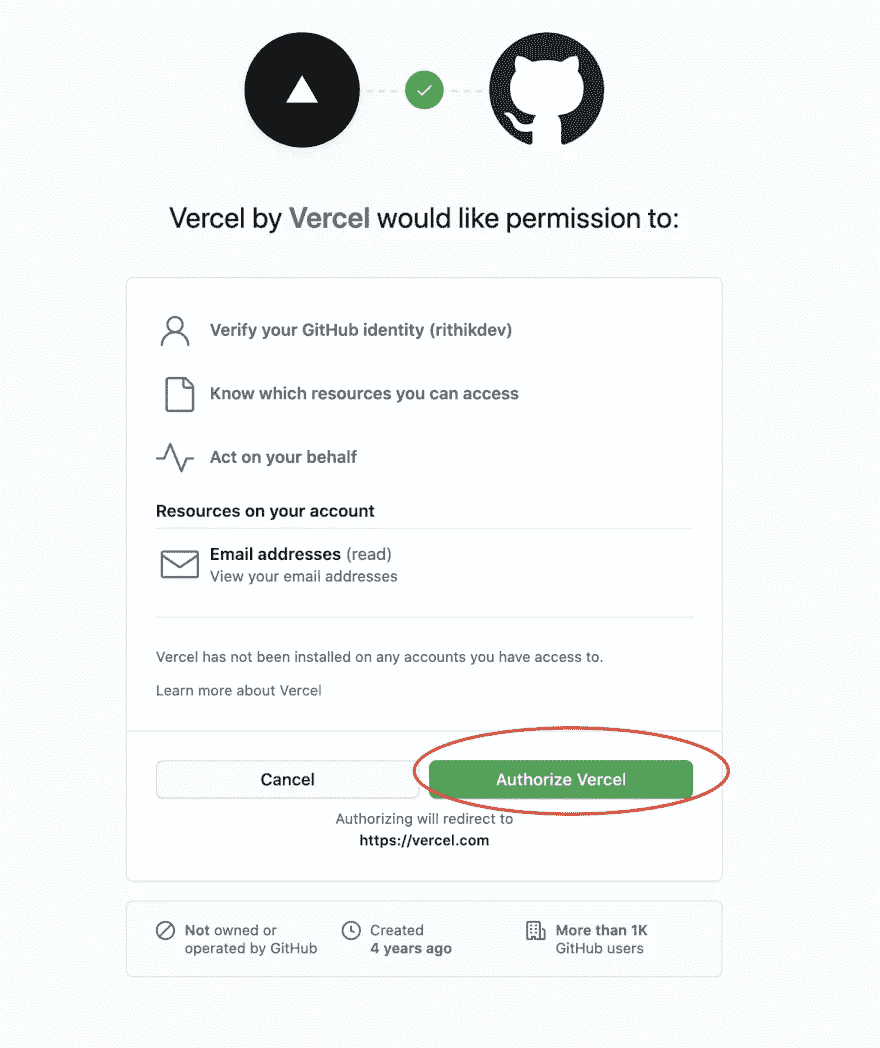 Vercel by Vercel would like permission to:
Verify your GitHub identity (rithikdev)
Know which resources you can access
Act on your behalf
Resources on your account
Email addresses (read)
View your email addresses
Vercel has not been installed on any accounts you have access to.
Learn more about Vercel
Cancel
Authorize Vercel
Authorizing will redirect to
https://vercel.com
Not owned or
operated by GitHub
Created
4 years ago
More than 1K
GitHub users